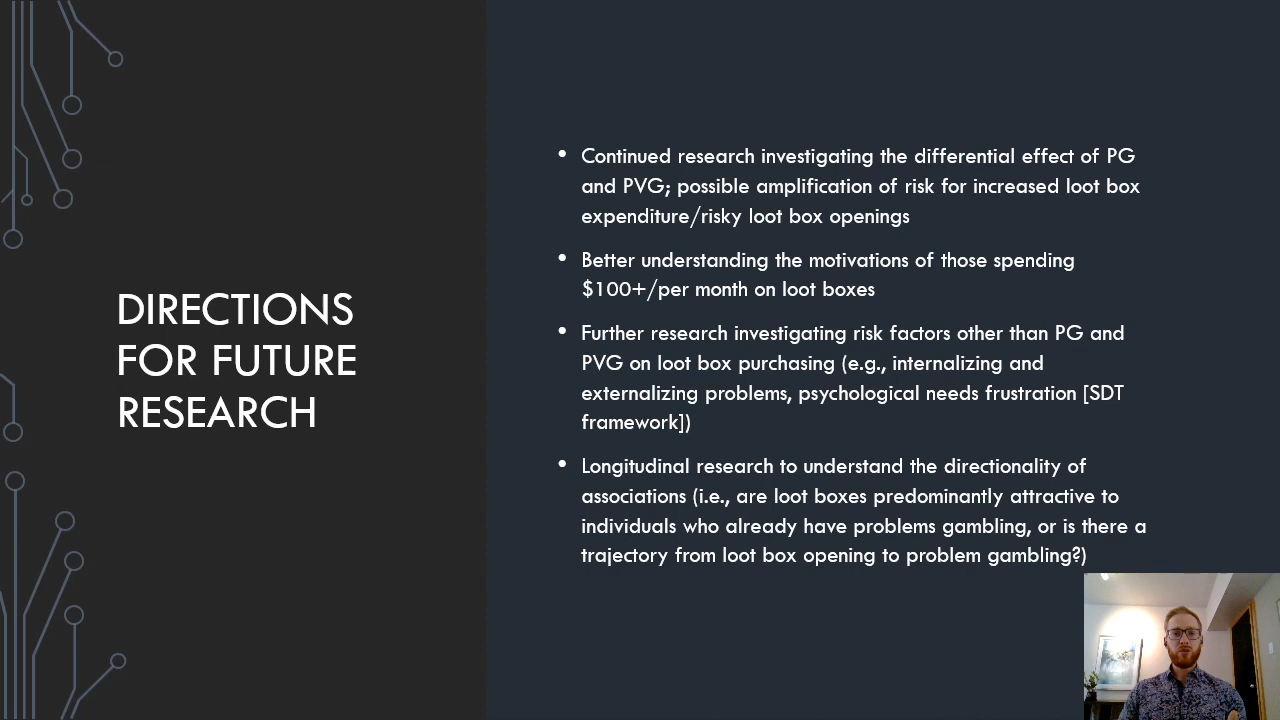 DIRECTIONS
FOR FUTURE
RESEARCH
• Continued research investigating the differential effect of PG
and PVG; possible amplification of risk for increased loot box
expenditure/risky loot box openings
• Better understanding the motivations of those spending
$100+/per month on loot boxes
• Further research investigating risk factors other than PG and
PVG on loot box purchasing (e.g., internalizing and
externalizing problems, psychological needs frustration [SDT
framework])
• Longitudinal research to understand the directionality of
associations (i.e., are loot boxes predominantly attractive to
individuals who already have problems gambling, or is there a
trajectory from loot box opening to problem gambling?)